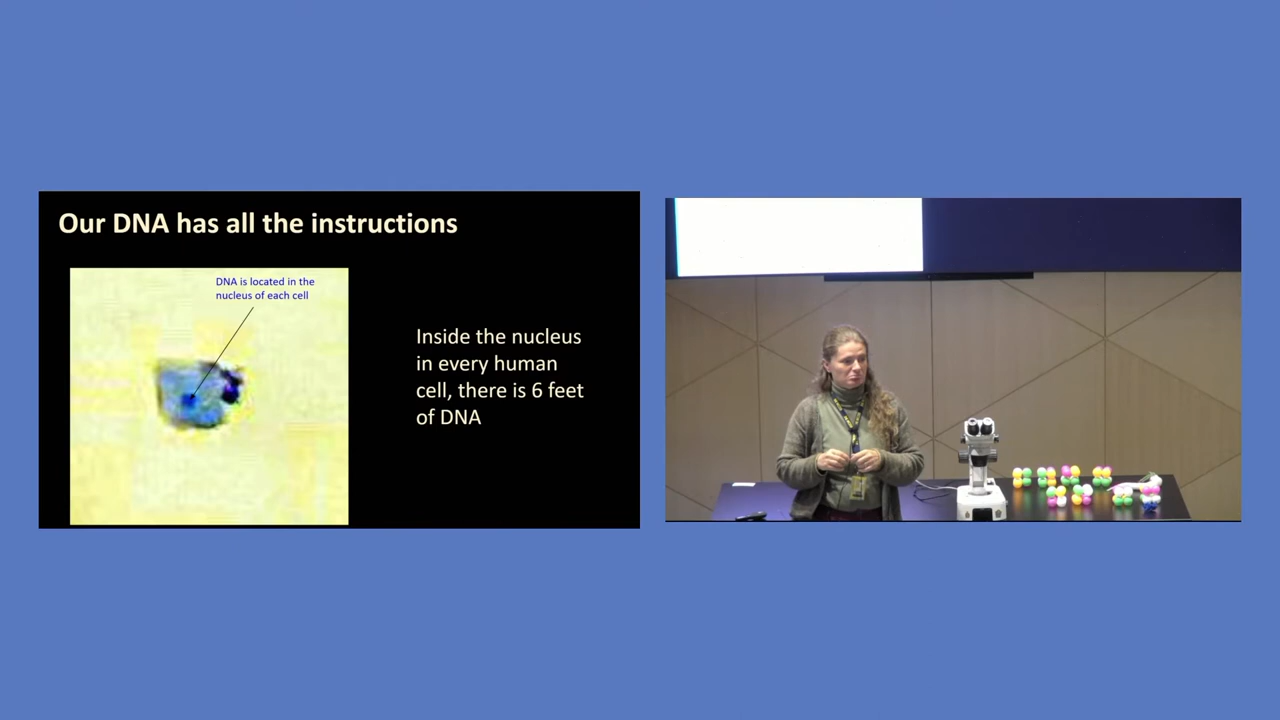 Our DNA has all the instructions
DNA is located in the
nucleus of each cell
Inside the nucleus
in every human
cell, there is 6 feet
of DNA